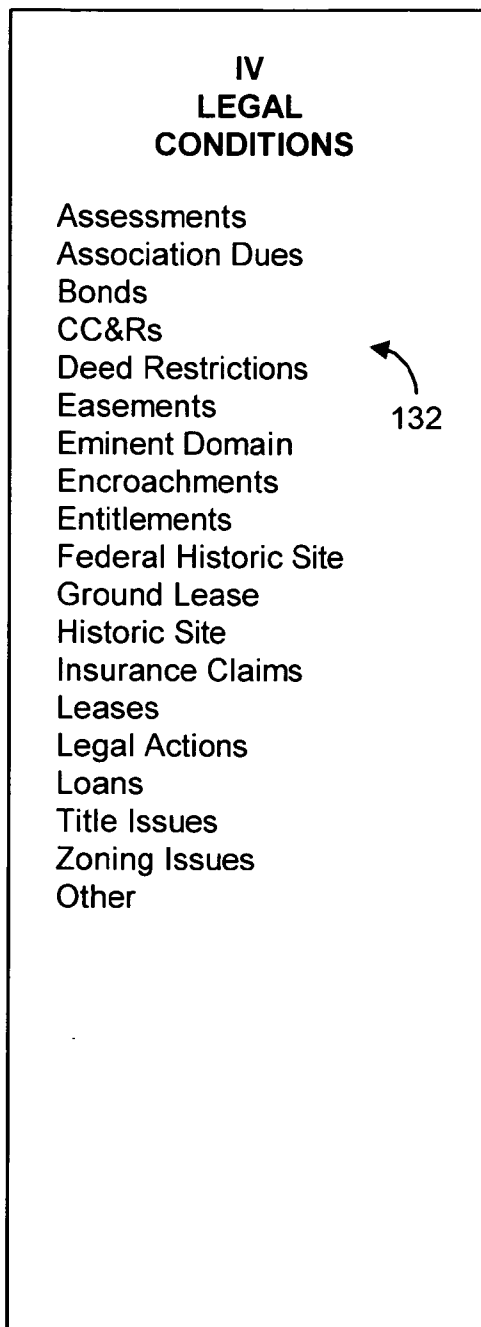 IV
LEGAL
CONDITIONS
Assessments
Association Dues
Bonds
CC&Rs
Deed Restrictions
132
Easements
Eminent Domain
Encroachments
Entitlements
Federal Historic Site
Ground Lease
Historic Site
Insurance Claims
Leases
Legal Actions
Loans
Title Issues
Zoning Issues
Other